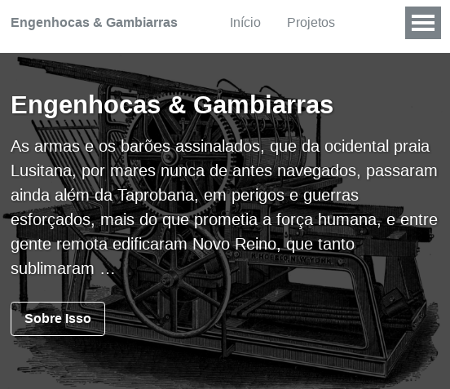 Engenhocas & Gambiarras Início Projetos
Engenhocas & Gambiarras
As armas e os barões assinalados, que da ocidental praia
Lusitana, por mares nunca de antes navegados, passaram
ainda além da Taprobana, em perigos e guerras
esforçados, mais do que prometia a força humana, e entre
gente remota edificaram Novo Reino, que tanto
sublimaram …
Sobre Isso